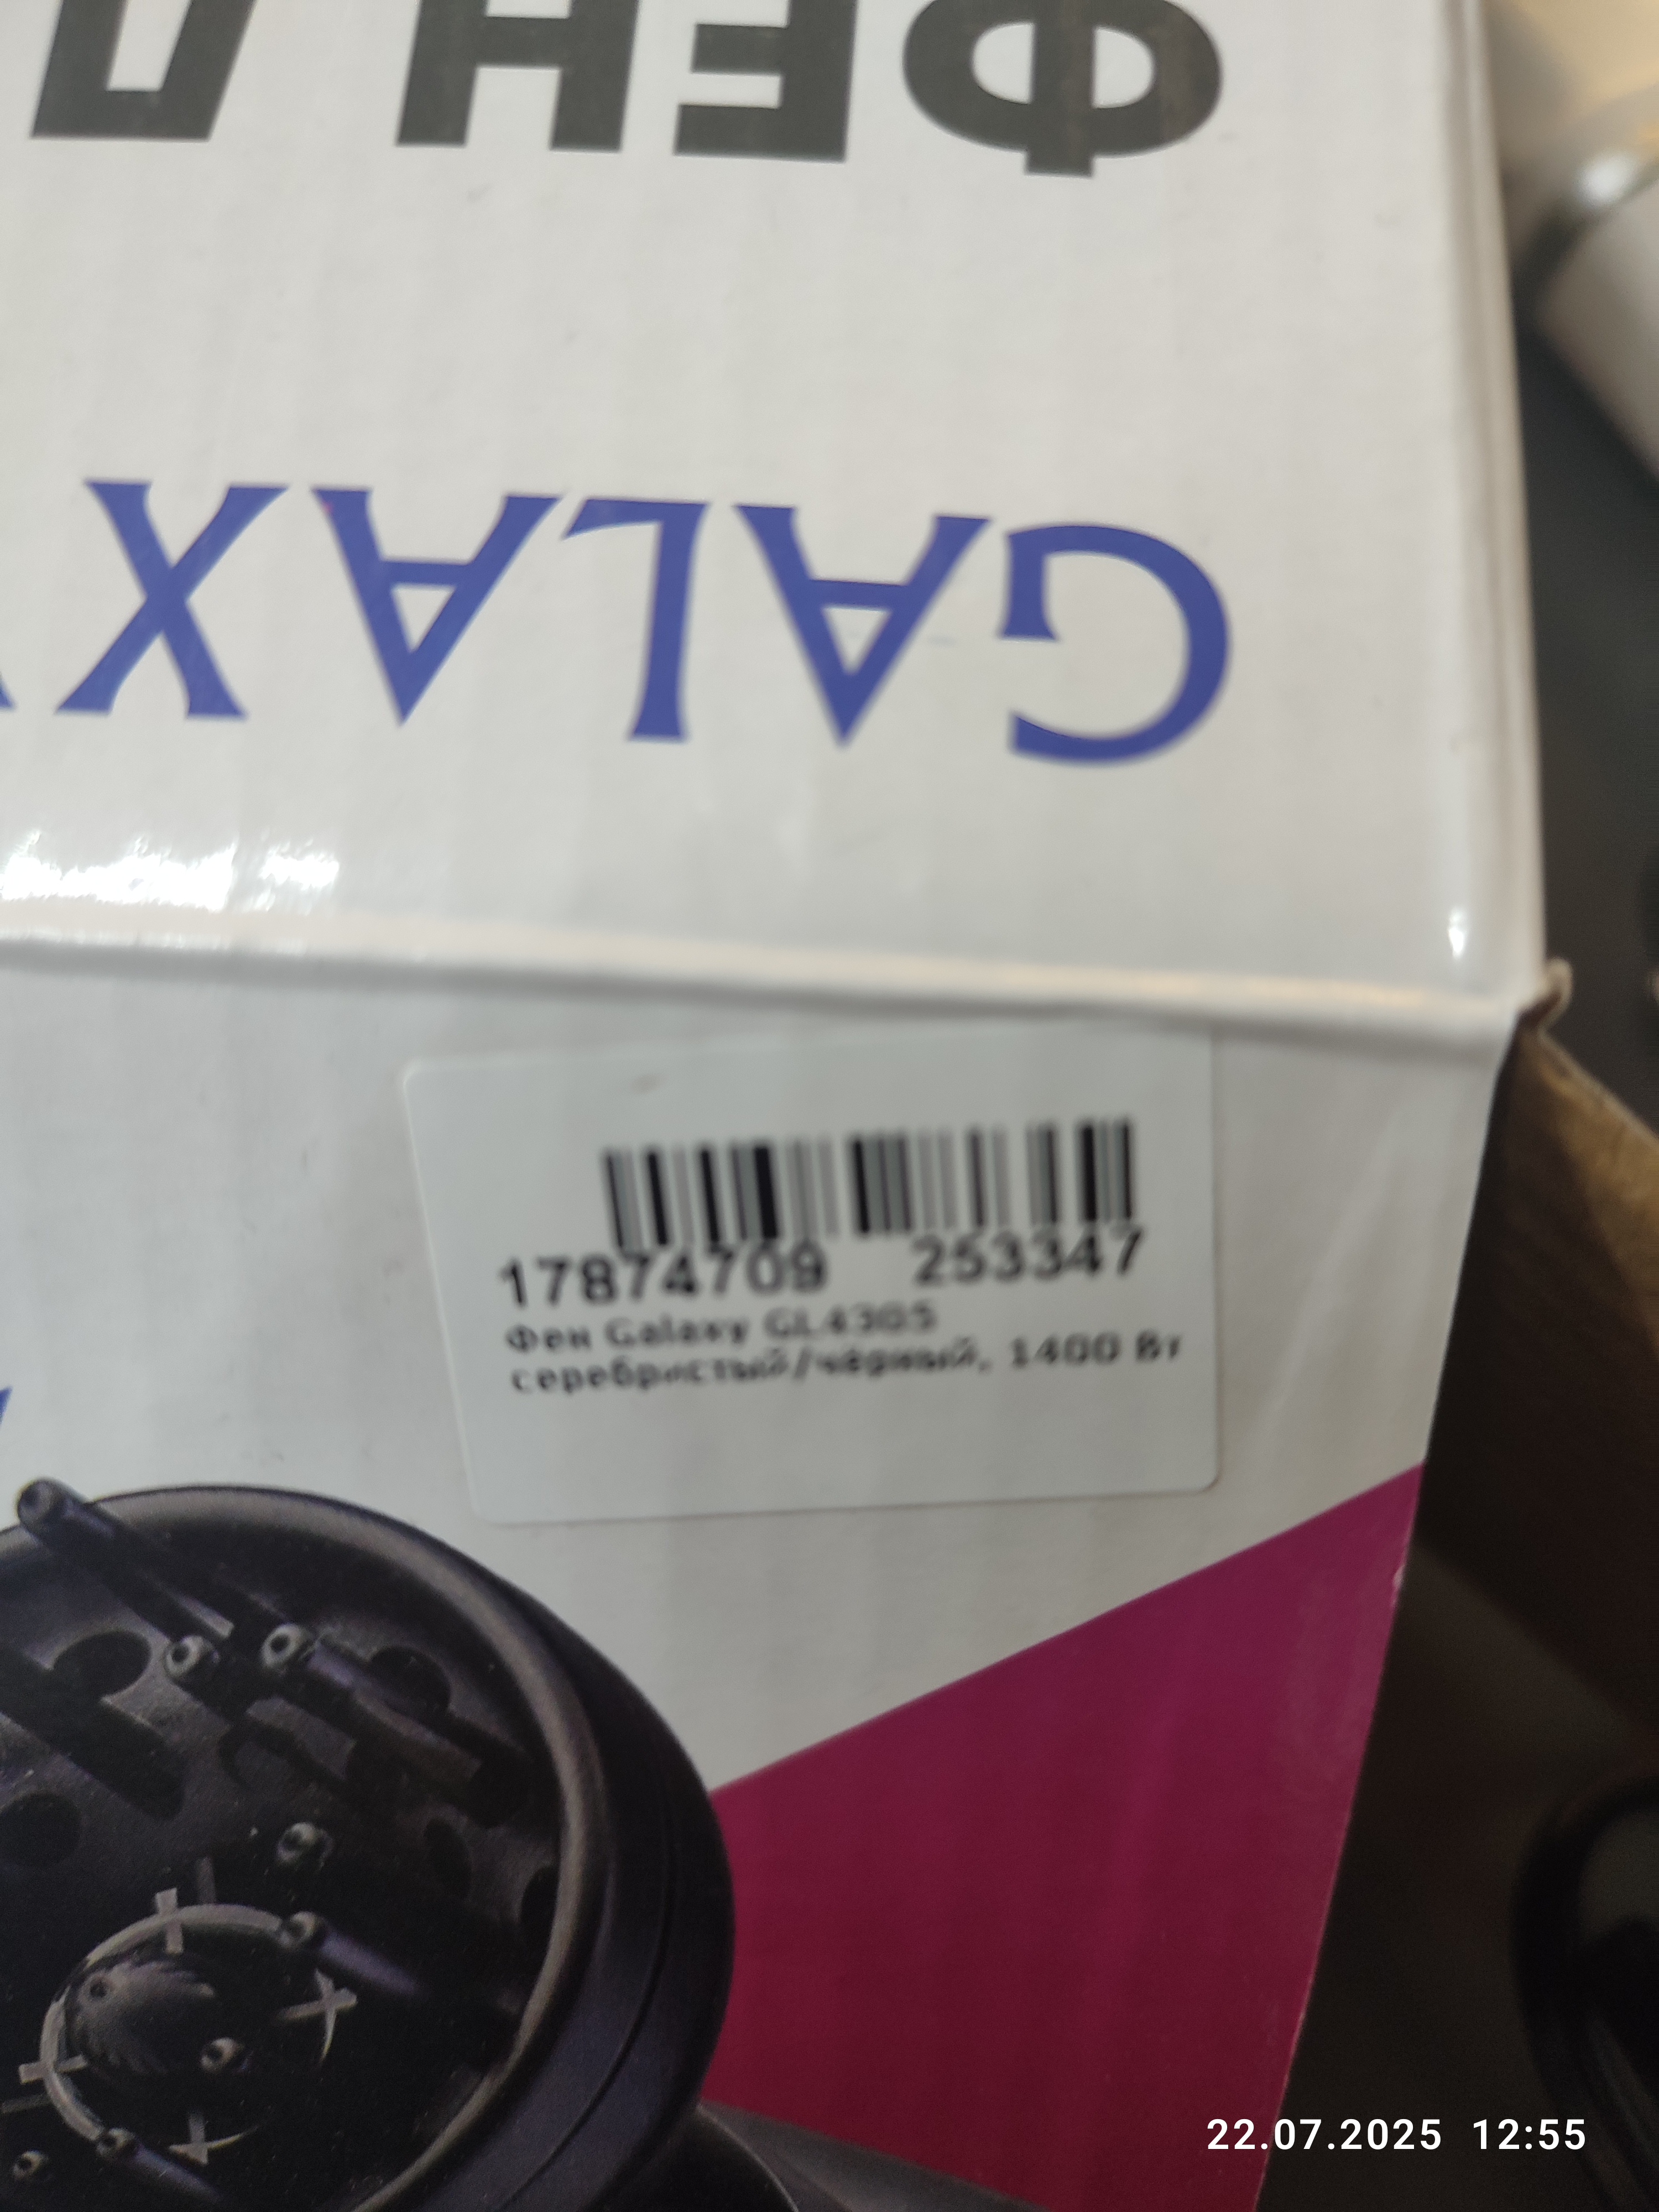 ФЕН
GALAX
17874709 253347
Фен Galaxy GL4305
серебристый/чёрный, 1400 Вт
22.07.2025 12:55